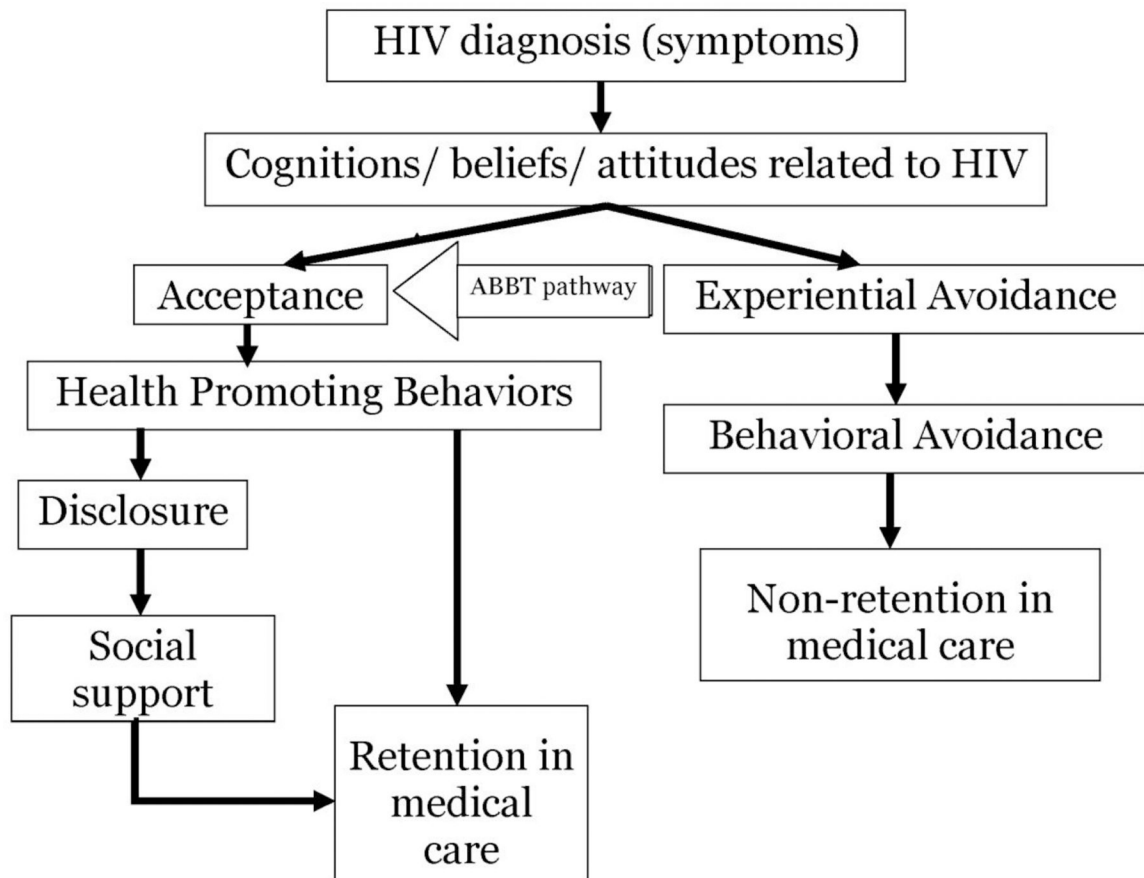 HIV diagnosis (symptoms)
Cognitions/ beliefs/ attitudes related to HIV
Acceptance
ABBT pathway
Experiential Avoidance
Health Promoting Behaviors
Behavioral Avoidance
Disclosure
Non-retention in
medical care
Social
support
Retention in
medical
care